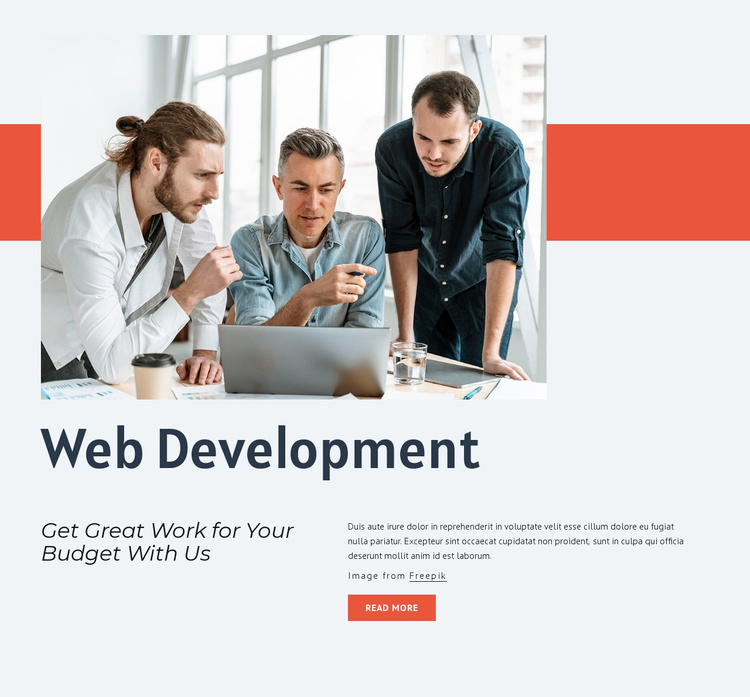 Web Development
Get Great Work for Your
Budget With Us
Duis aute irure dolor in reprehenderit in voluptate velit esse cillum dolore eu fugiat
nulla pariatur. Excepteur sint occaecat cupidatat non proident, sunt in culpa qui officia
deserunt mollit anim id est laborum.
Image from Freepik
READ MORE